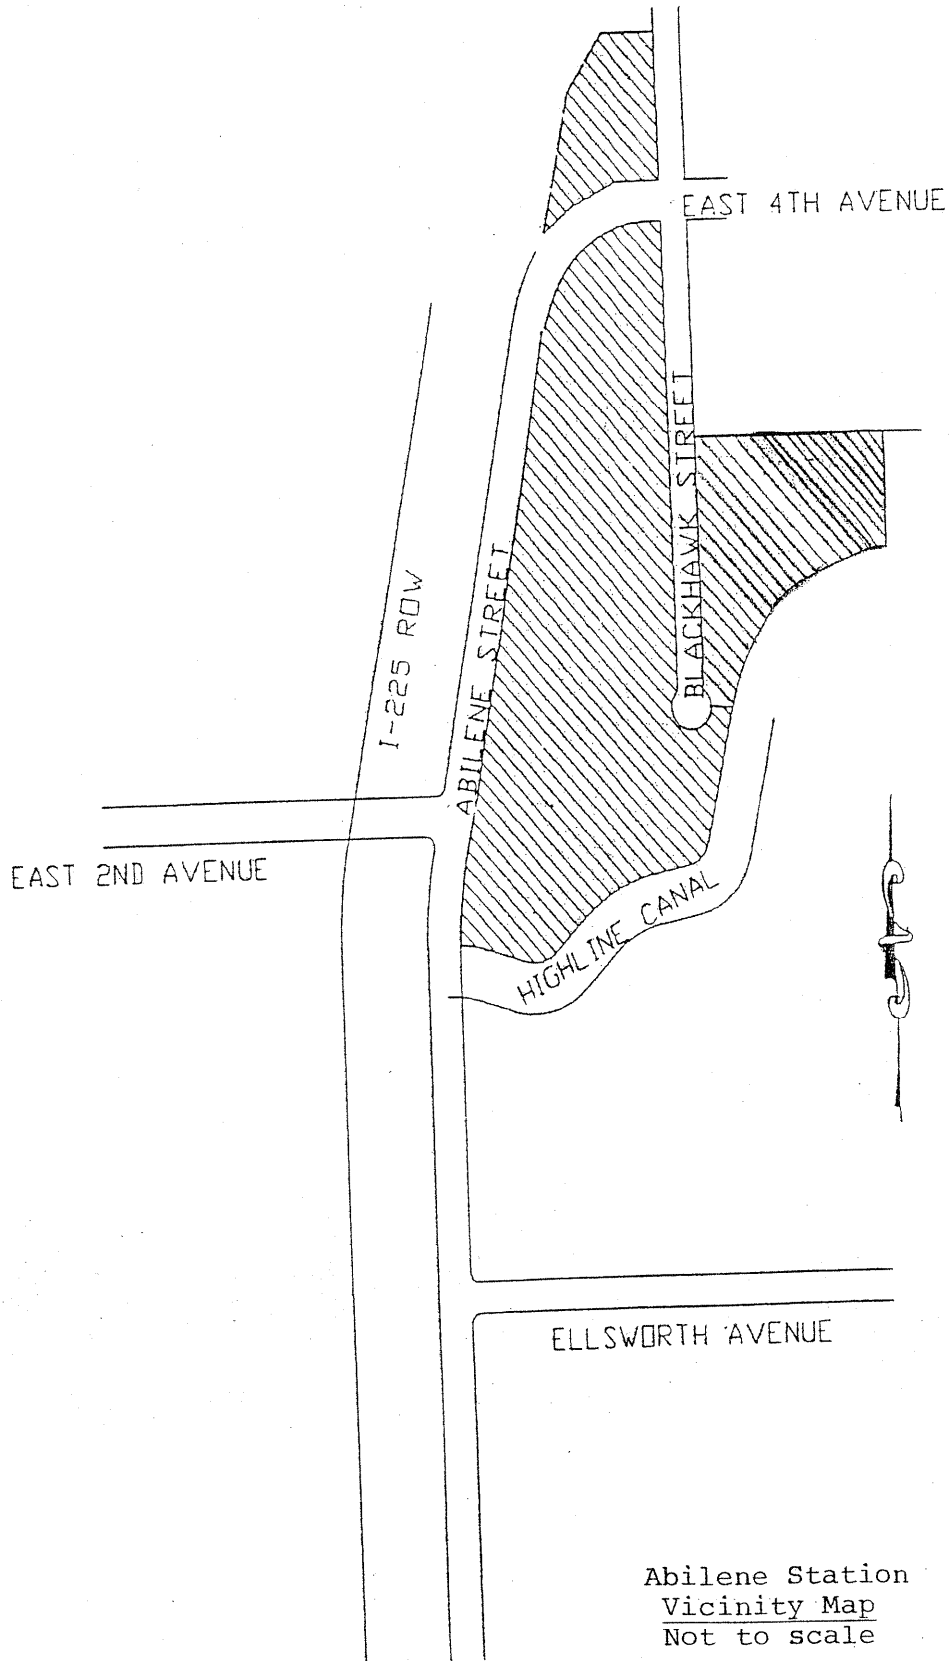 EAST 4TH AVENUE
BLACKHAWK STREET
I-225 ROW
ABILENE STREET
EAST 2ND AVENUE
HIGHLINE CANAL
ELLSWORTH AVENUE
Abilene Station
Vicinity Map
Not to scale